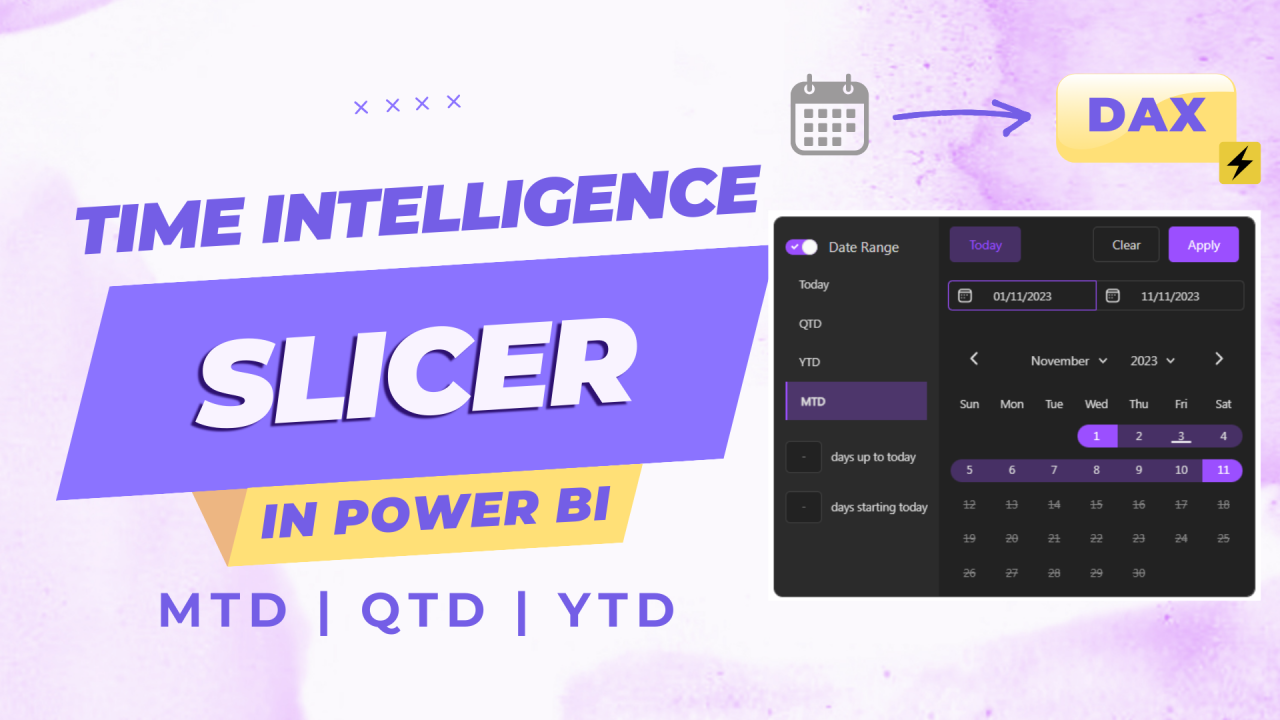 TIME INTELLIGENCE
SLICER
IN POWER BI
MTD | QTD | YTD
DAX
Date Range
Today
QTD
YTD
MTD
- days up to today
- days starting today
Today Clear Apply
01/11/2023 11/11/2023
November 2023
Sun Mon Tue Wed Thu Fri Sat
1 2 3 4
5 6 7 8 9 10 11
12 13 14 15 16 17 18
19 20 21 22 23 24 25
26 27 28 29 30